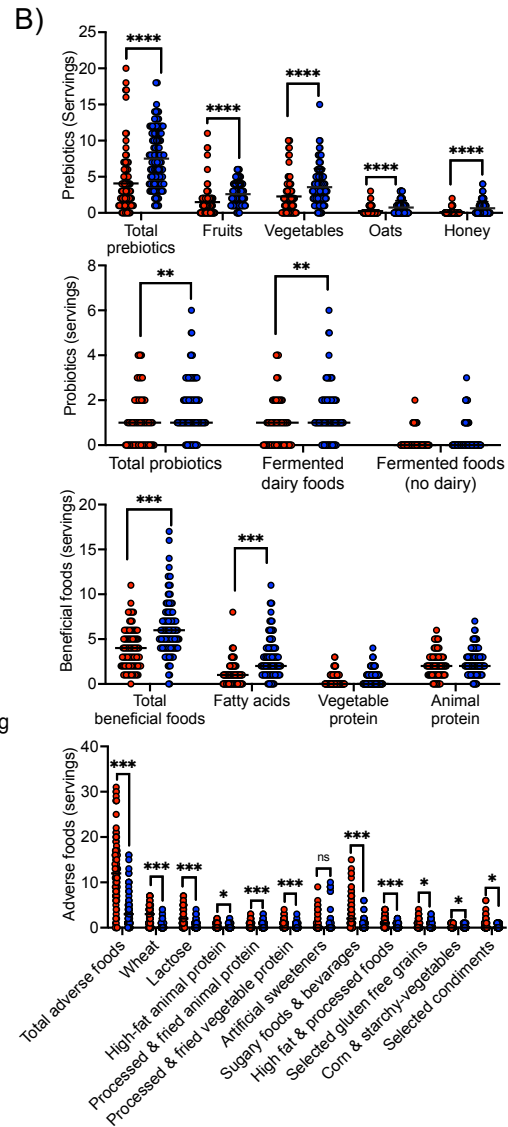 B)
Prebiotics (Serrvings)
25
20
15
10
5
0
****
****
****
****
****
Total
prebiotics
Fruits
Vegetables
Oats
Honey
Probiotics (servings)
8
6
4
2
0
**
**
Total probiotics
Fermented
dairy foods
Fermented foods
(no dairy)
Beneficial foods (servings)
20
15
10
5
0
***
***
Total
beneficial foods
Fatty acids
Vegetable
protein
Animal
protein
g
Adverse foods (servings)
40
30
20
10
0
***
***
***
*
***
***
ns
***
***
*
*
*
Total adverse foods
Wheat
Lactose
High-fat animal protein
Processed & fried animal protein
Processed & fried vegetable protein
Artificial sweeteners
Sugary foods & bevarages
High fat & processed foods
Selected gluten free grains
Corn & starchy-vegetables
Selected condiments